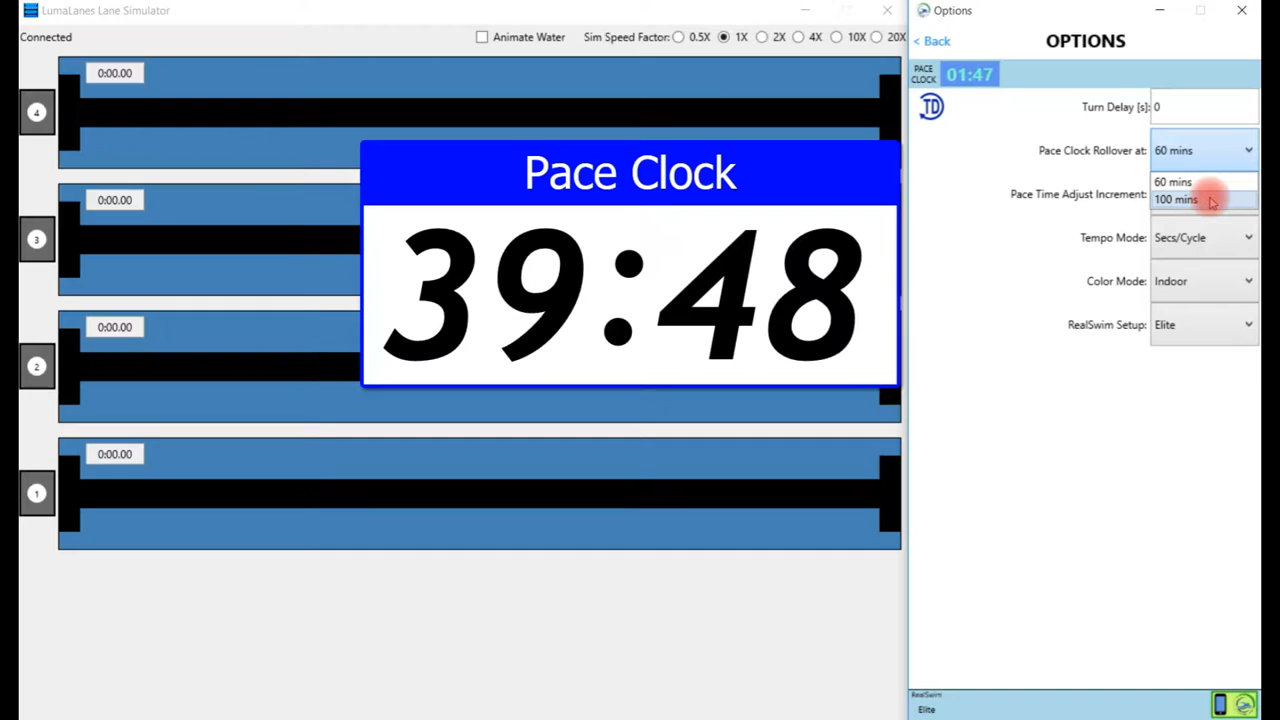 LumaLanes Lane Simulator
Connected
Animate Water
Sim Speed Factor: 0.5X 1X 2X 4X 10X 20X
4
0:00.00
3
0:00.00
2
0:00.00
1
0:00.00
Pace Clock
39:48
Options
< Back
OPTIONS
PACE
CLOCK
01:47
TD
Turn Delay [s]: 0
Pace Clock Rollover at: 60 mins
60 mins
100 mins
Pace Time Adjust Increment:
Tempo Mode: Secs/Cycle
Color Mode: Indoor
RealSwim Setup: Elite
RealSwim
Elite